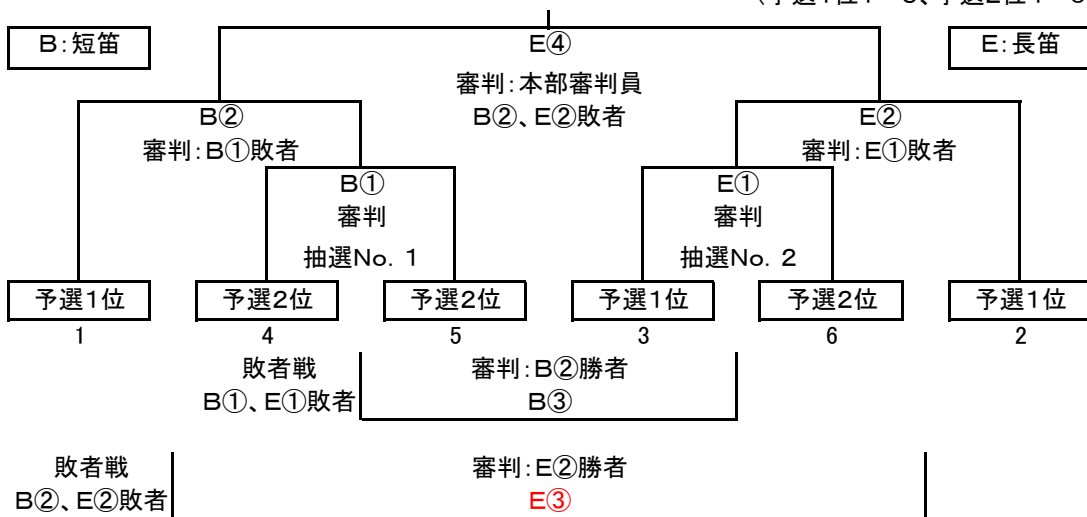 B：短笛
E④
E：長笛
審判：本部審判員
B②、E②敗者
B②
E②
審判：B①敗者
審判：E①敗者
B①
E①
審判
審判
抽選No．1
抽選No．2
予選1位
予選2位
予選2位
予選1位
予選2位
予選1位
1
4
5
3
6
2
敗者戦
審判：B②勝者
B①、E①敗者
B③
敗者戦
審判：E②勝者
B②、E②敗者
E③